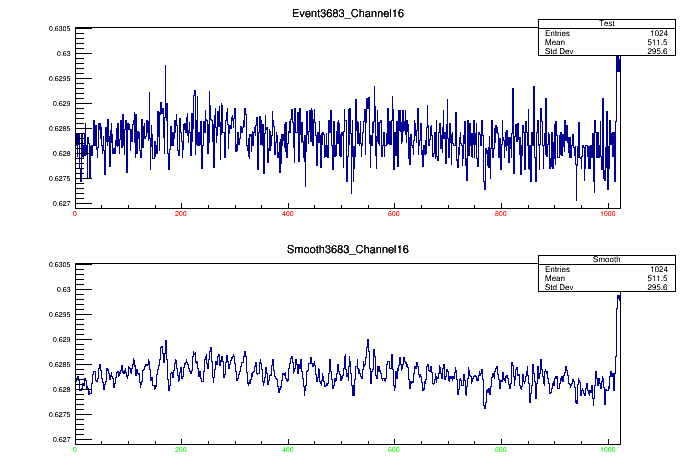 Event3683_Channel16
Test
Entries 1024
Mean 511.5
Std Dev 295.6
0.6305
0.63
0.6295
0.629
0.6285
0.628
0.6275
0.627
0 200 400 600 800 1000
Smooth3683_Channel16
Smooth
Entries 1024
Mean 511.5
Std Dev 295.6
0.6305
0.63
0.6295
0.629
0.6285
0.628
0.6275
0.627
0 200 400 600 800 1000